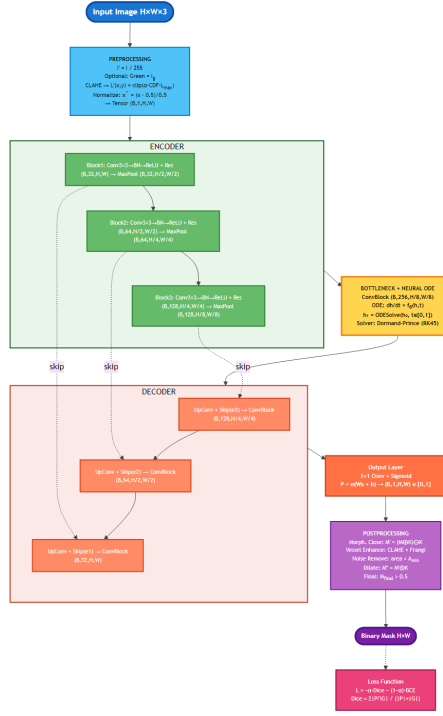 Input Image H×W×3
PREPROCESSING
I' = I / 255
Optional: Green = I_g
CLAHE → L'(x,y) = clip(α·CDF·L_max)
Normalize: x^ = (x - 0.5)/0.5
→ Tensor (B,1,H,W)
ENCODER
Block1: Conv3×3→BN→ReLU + Res
(B,32,H,W) → MaxPool (B,32,H/2,W/2)
Block2: Conv3×3→BN→ReLU + Res
(B,64,H/2,W/2) → MaxPool
(B,64,H/4,W/4)
Block3: Conv3×3→BN→ReLU + Res
(B,128,H/4,W/4) → MaxPool
(B,128,H/8,W/8)
BOTTLENECK + NEURAL ODE
ConvBlock (B,256,H/8,W/8)
ODE: dh/dt = f_θ(h,t)
h₁ = ODESolve(h₀, t∈[0,1])
Solver: Dormand-Prince (RK45)
skip
skip
skip
DECODER
UpConv + Skip(e3) → ConvBlock
(B,128,H/4,W/4)
UpConv + Skip(e2) → ConvBlock
(B,64,H/2,W/2)
UpConv + Skip(e1) → ConvBlock
(B,32,H,W)
Output Layer
1×1 Conv + Sigmoid
P = σ(Wx + b) → (B,1,H,W) ∈ [0,1]
POSTPROCESSING
Morph. Close: M' = (M⊕K)⊖K
Vessel Enhance: CLAHE + Frangi
Noise Remove: area > A_min
Dilate: M" = M'⊕K
Final: M_final > 0.5
Binary Mask H×W
Loss Function
L = -α·Dice - (1-α)·BCE
Dice = 2|P∩G| / (|P|+|G|)